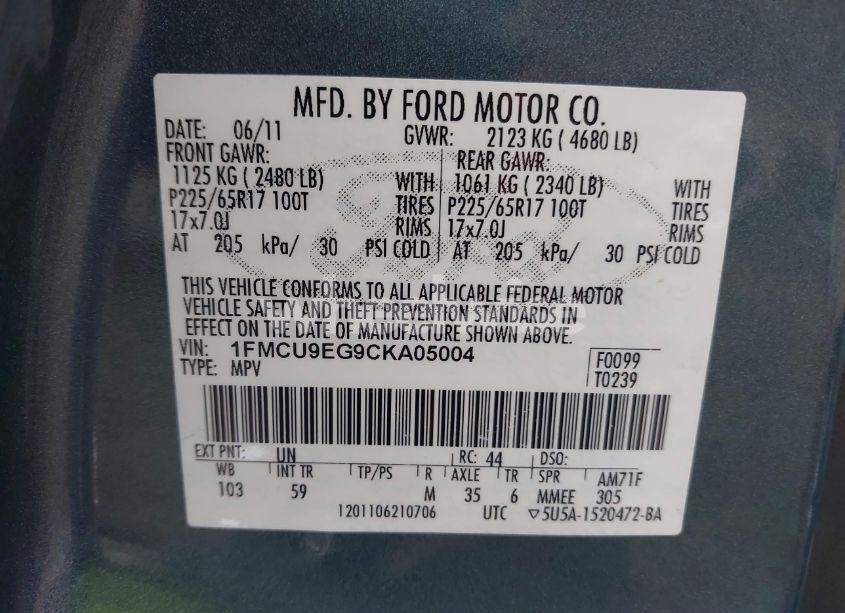 MFD. BY FORD MOTOR CO.
DATE: 06/11 GVWR: 2123 KG ( 4680 LB)
FRONT GAWR: REAR GAWR:
1125 KG ( 2480 LB) WITH 1061 KG ( 2340 LB) WITH
P225/65R17 100T TIRES P225/65R17 100T TIRES
17x7.0J RIMS 17x7.0J RIMS
AT 205 kPa/ 30 PSI COLD AT 205 kPa/ 30 PSI COLD
THIS VEHICLE CONFORMS TO ALL APPLICABLE FEDERAL MOTOR
VEHICLE SAFETY AND THEFT PREVENTION STANDARDS IN
EFFECT ON THE DATE OF MANUFACTURE SHOWN ABOVE.
VIN: 1FMCU9EG9CKA05004 F0099
TYPE: MPV T0239
EXT PNT: UN RC: 44 DSO:
WB INT TR TP/PS R AXLE TR SPR AM71F
103 59 M 35 6 MMEE 305
1201106210706 UTC ▽5U5A-1520472-BA